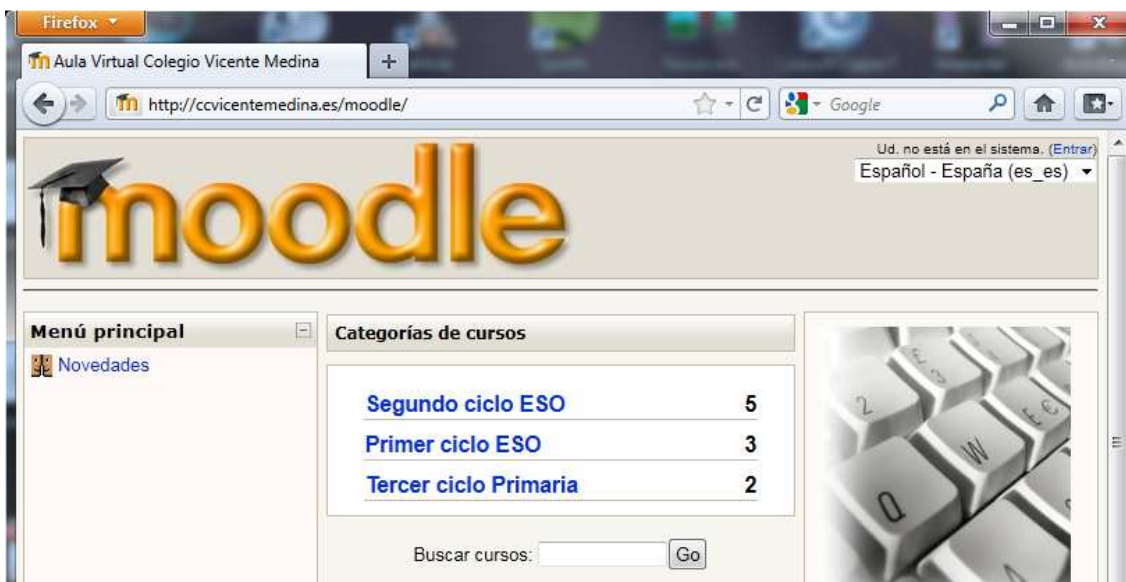 Firefox
Aula Virtual Colegio Vicente Medina
http://ccvicentemedina.es/moodle/
Google
moodle
Ud. no está en el sistema. (Entrar)
Español - España (es_es)
Menú principal
Novedades
Categorías de cursos
Segundo ciclo ESO 5
Primer ciclo ESO 3
Tercer ciclo Primaria 2
Buscar cursos: Go
2
3
W
€
Q
A